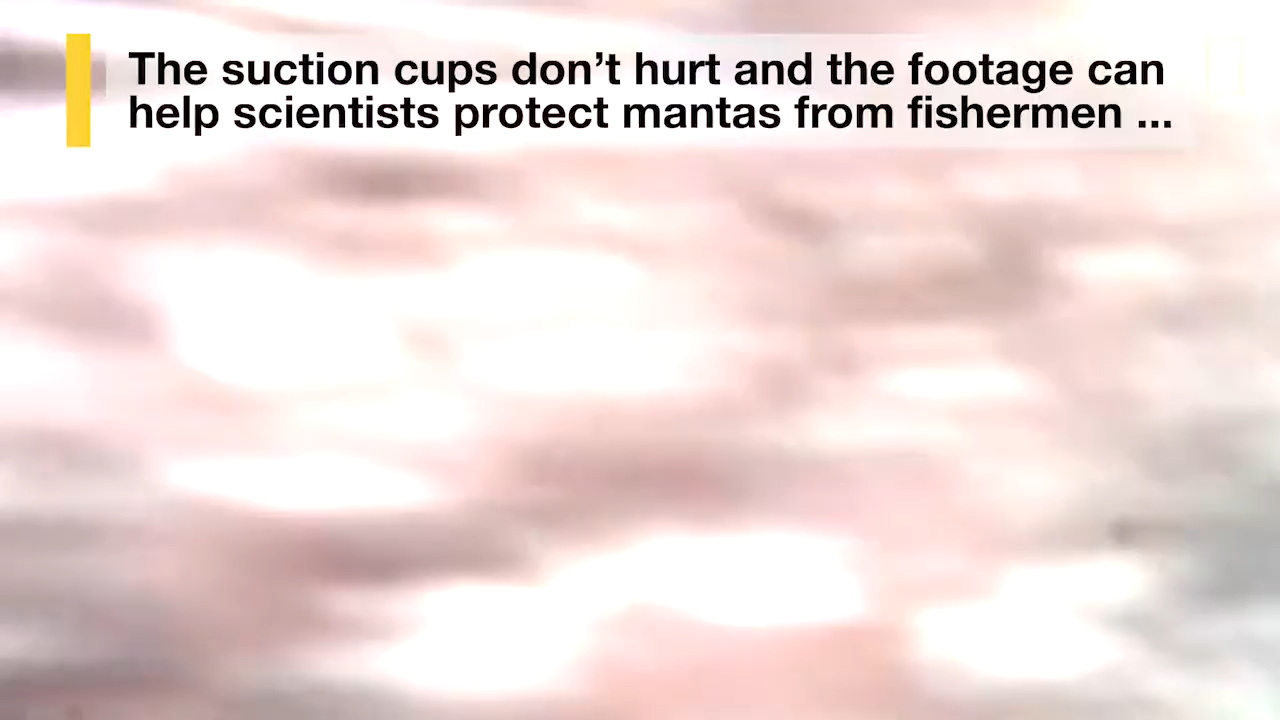 The suction cups don’t hurt and the footage can
help scientists protect mantas from fishermen ...